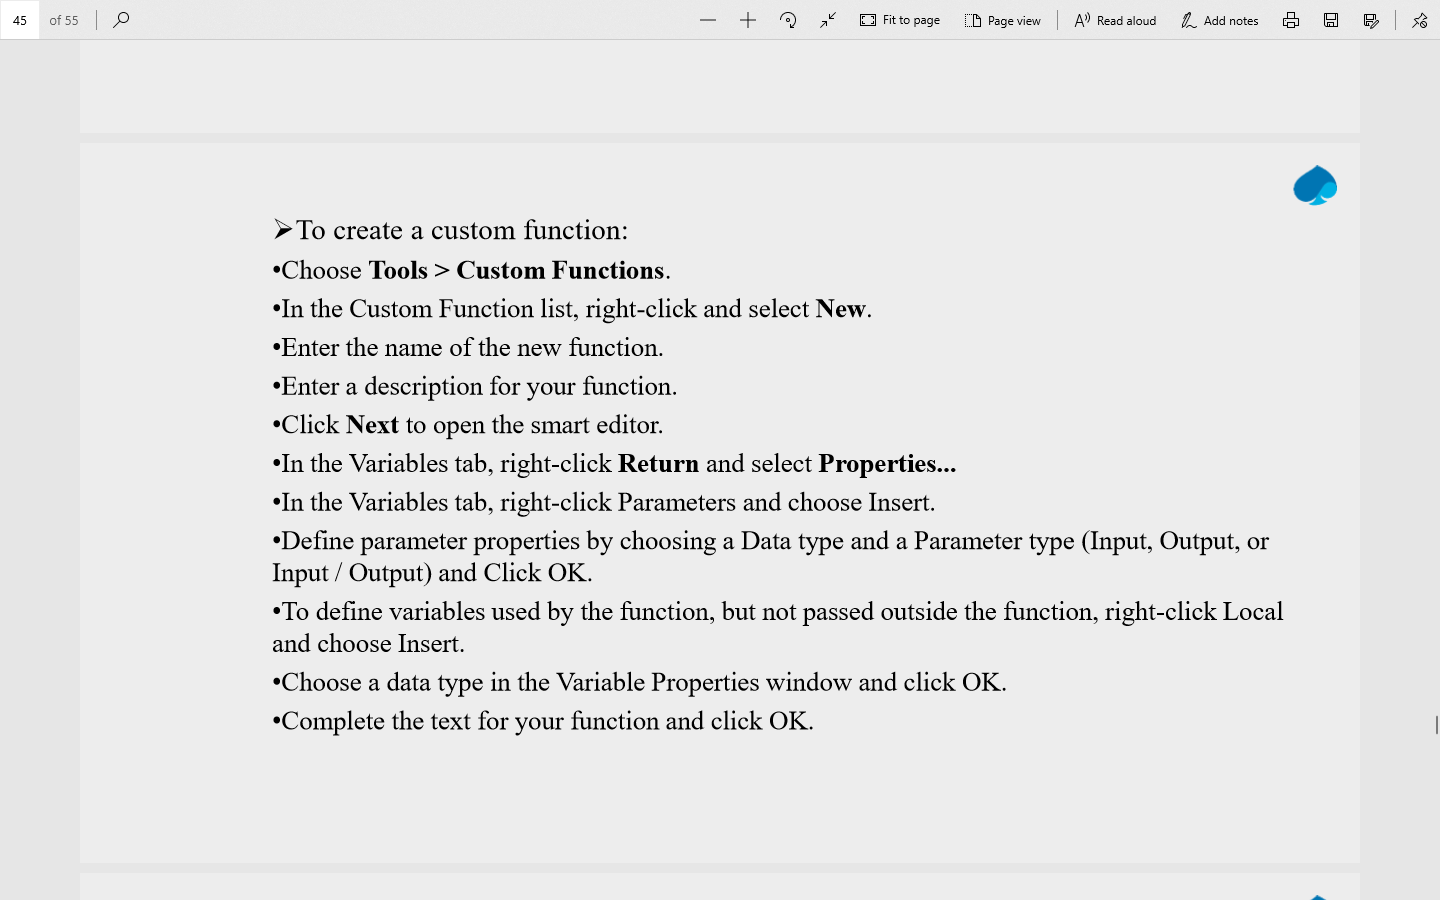 45 of 55 Fit to page Page view Read aloud Add notes
➢To create a custom function:
•Choose Tools > Custom Functions.
•In the Custom Function list, right-click and select New.
•Enter the name of the new function.
•Enter a description for your function.
•Click Next to open the smart editor.
•In the Variables tab, right-click Return and select Properties...
•In the Variables tab, right-click Parameters and choose Insert.
•Define parameter properties by choosing a Data type and a Parameter type (Input, Output, or
Input / Output) and Click OK.
•To define variables used by the function, but not passed outside the function, right-click Local
and choose Insert.
•Choose a data type in the Variable Properties window and click OK.
•Complete the text for your function and click OK.